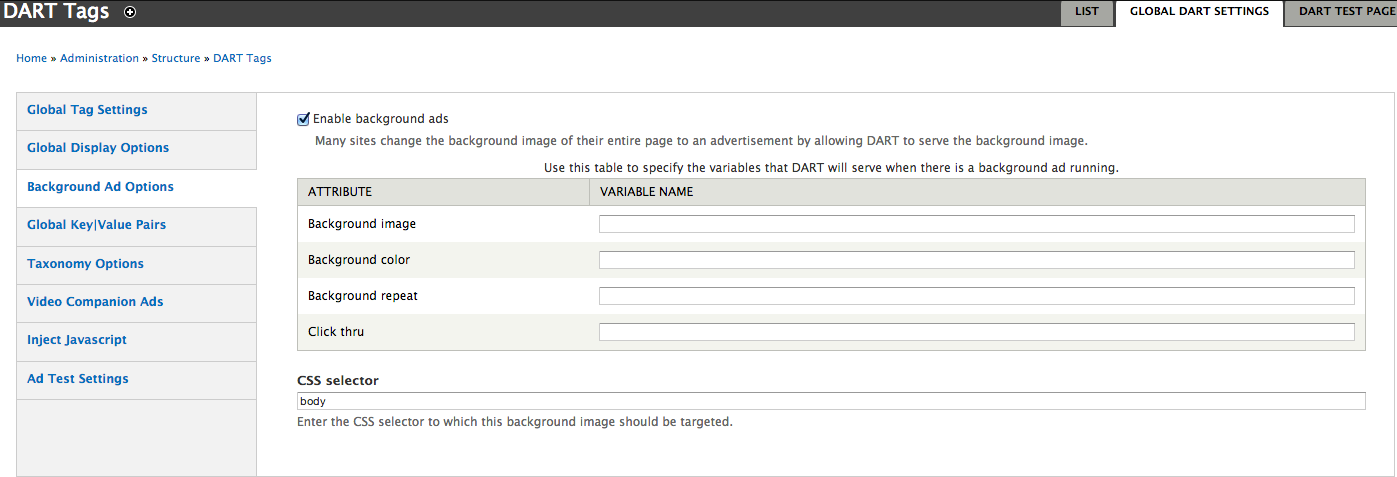 DART Tags
LIST
GLOBAL DART SETTINGS
DART TEST PAGE
Home » Administration » Structure » DART Tags
Global Tag Settings
Global Display Options
Background Ad Options
Global Key|Value Pairs
Taxonomy Options
Video Companion Ads
Inject Javascript
Ad Test Settings
Enable background ads
Many sites change the background image of their entire page to an advertisement by allowing DART to serve the background image.
Use this table to specify the variables that DART will serve when there is a background ad running.
ATTRIBUTE VARIABLE NAME
Background image
Background color
Background repeat
Click thru
CSS selector
body
Enter the CSS selector to which this background image should be targeted.